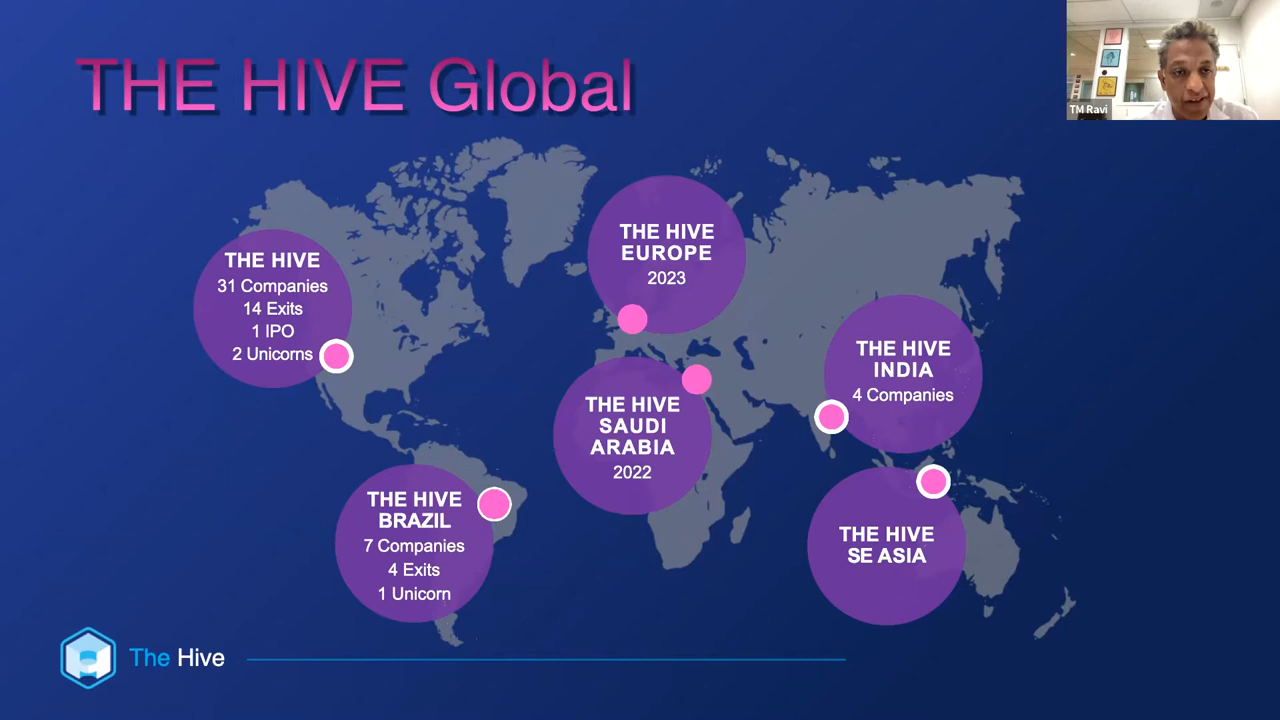 THE HIVE Global
TM Ravi
THE HIVE
31 Companies
14 Exits
1 IPO
2 Unicorns
THE HIVE
EUROPE
2023
THE HIVE
INDIA
4 Companies
THE HIVE
SAUDI
ARABIA
2022
THE HIVE
BRAZIL
7 Companies
4 Exits
1 Unicorn
THE HIVE
SE ASIA
The Hive